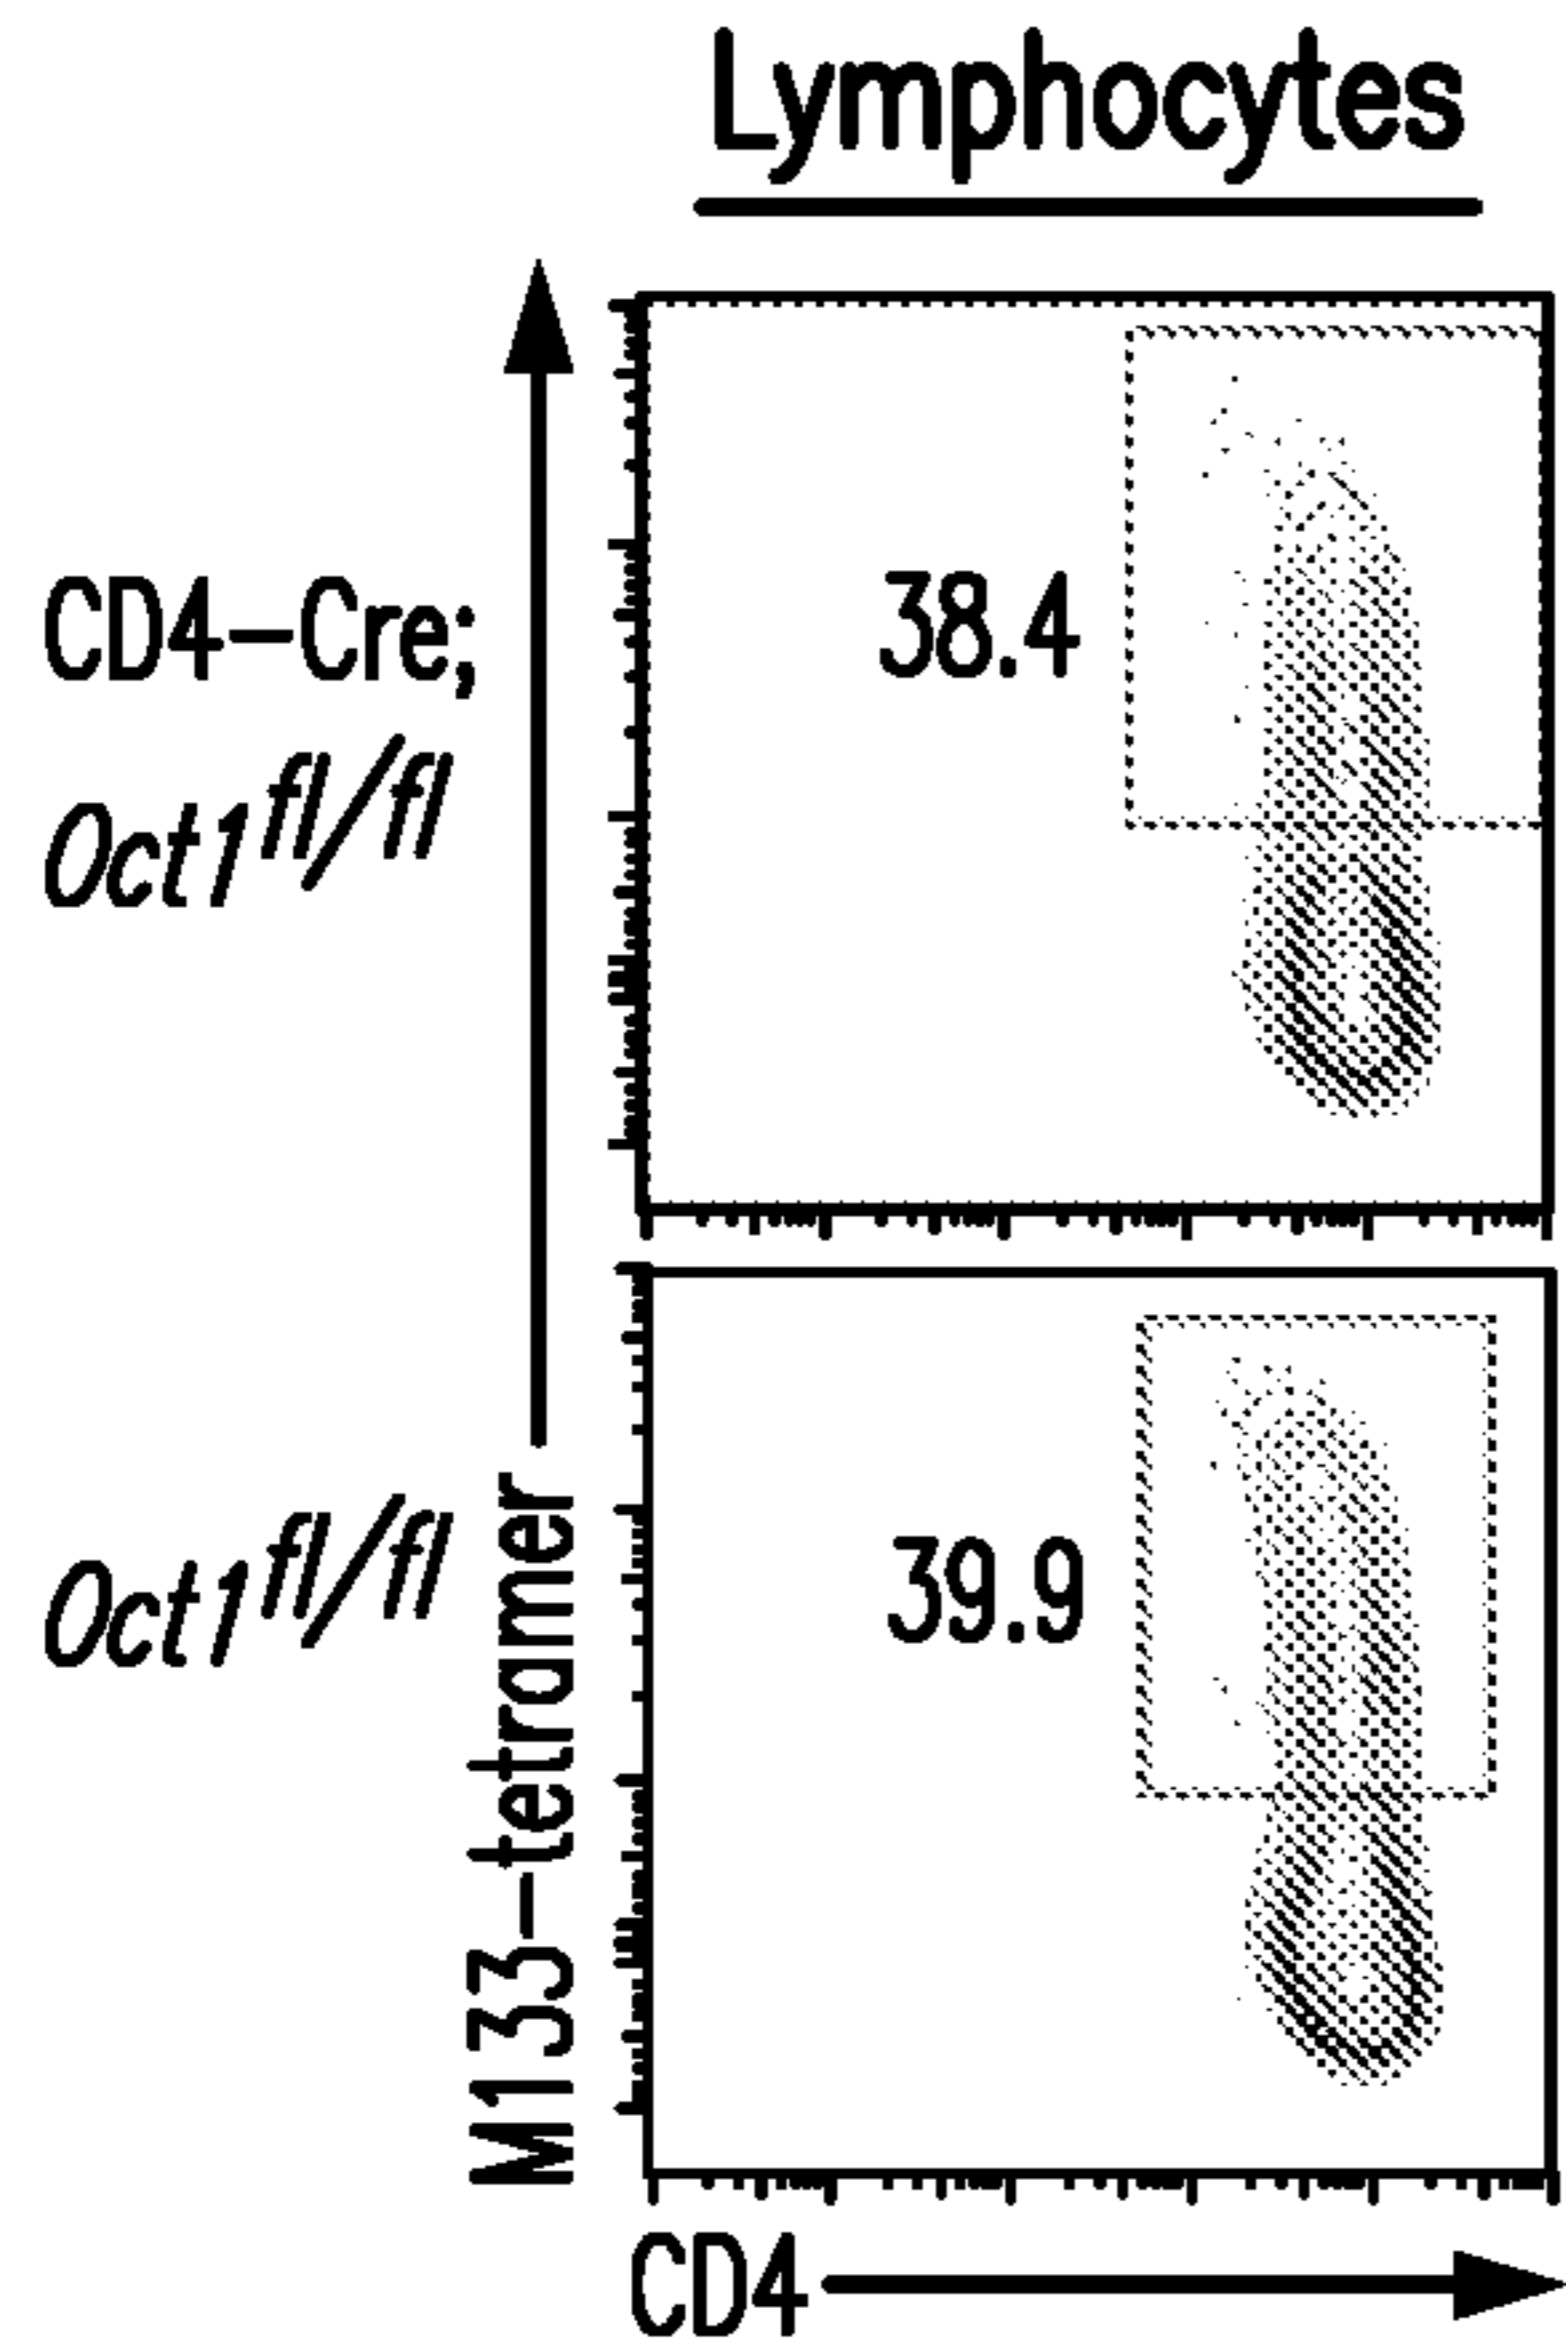 Lymphocytes
CD4-Cre;
Oct1fl/fl
38.4
Oct1fl/fl
39.9
M133-tetramer
CD4